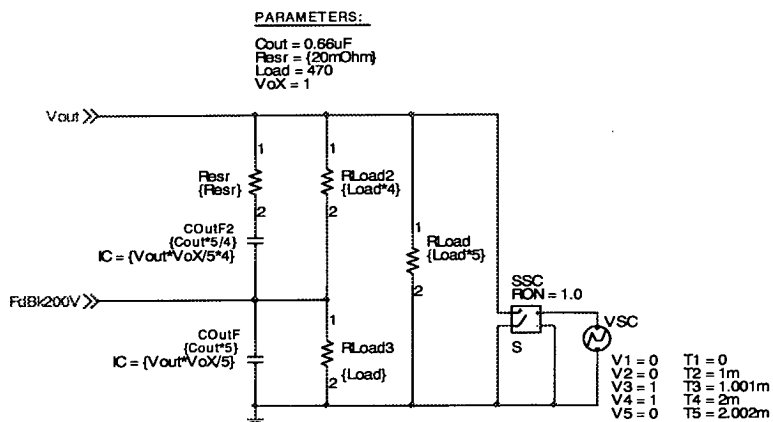 PARAMETERS:
Cout = 0.66uF
Resr = {20mOhm}
Load = 470
VoX = 1
Vout
1
Resr
{Resr}
2
1
RLoad2
{Load*4}
2
COutF2
{Cout*5/4}
IC = {Vout*VoX/5*4}
1
RLoad
{Load*5}
2
FdBk200V
COutF
{Cout*5}
IC = {Vout*VoX/5}
1
RLoad3
{Load}
2
SSC
RON = 1.0
S
VSC
V1 = 0 T1 = 0
V2 = 0 T2 = 1m
V3 = 1 T3 = 1.001m
V4 = 1 T4 = 2m
V5 = 0 T5 = 2.002m